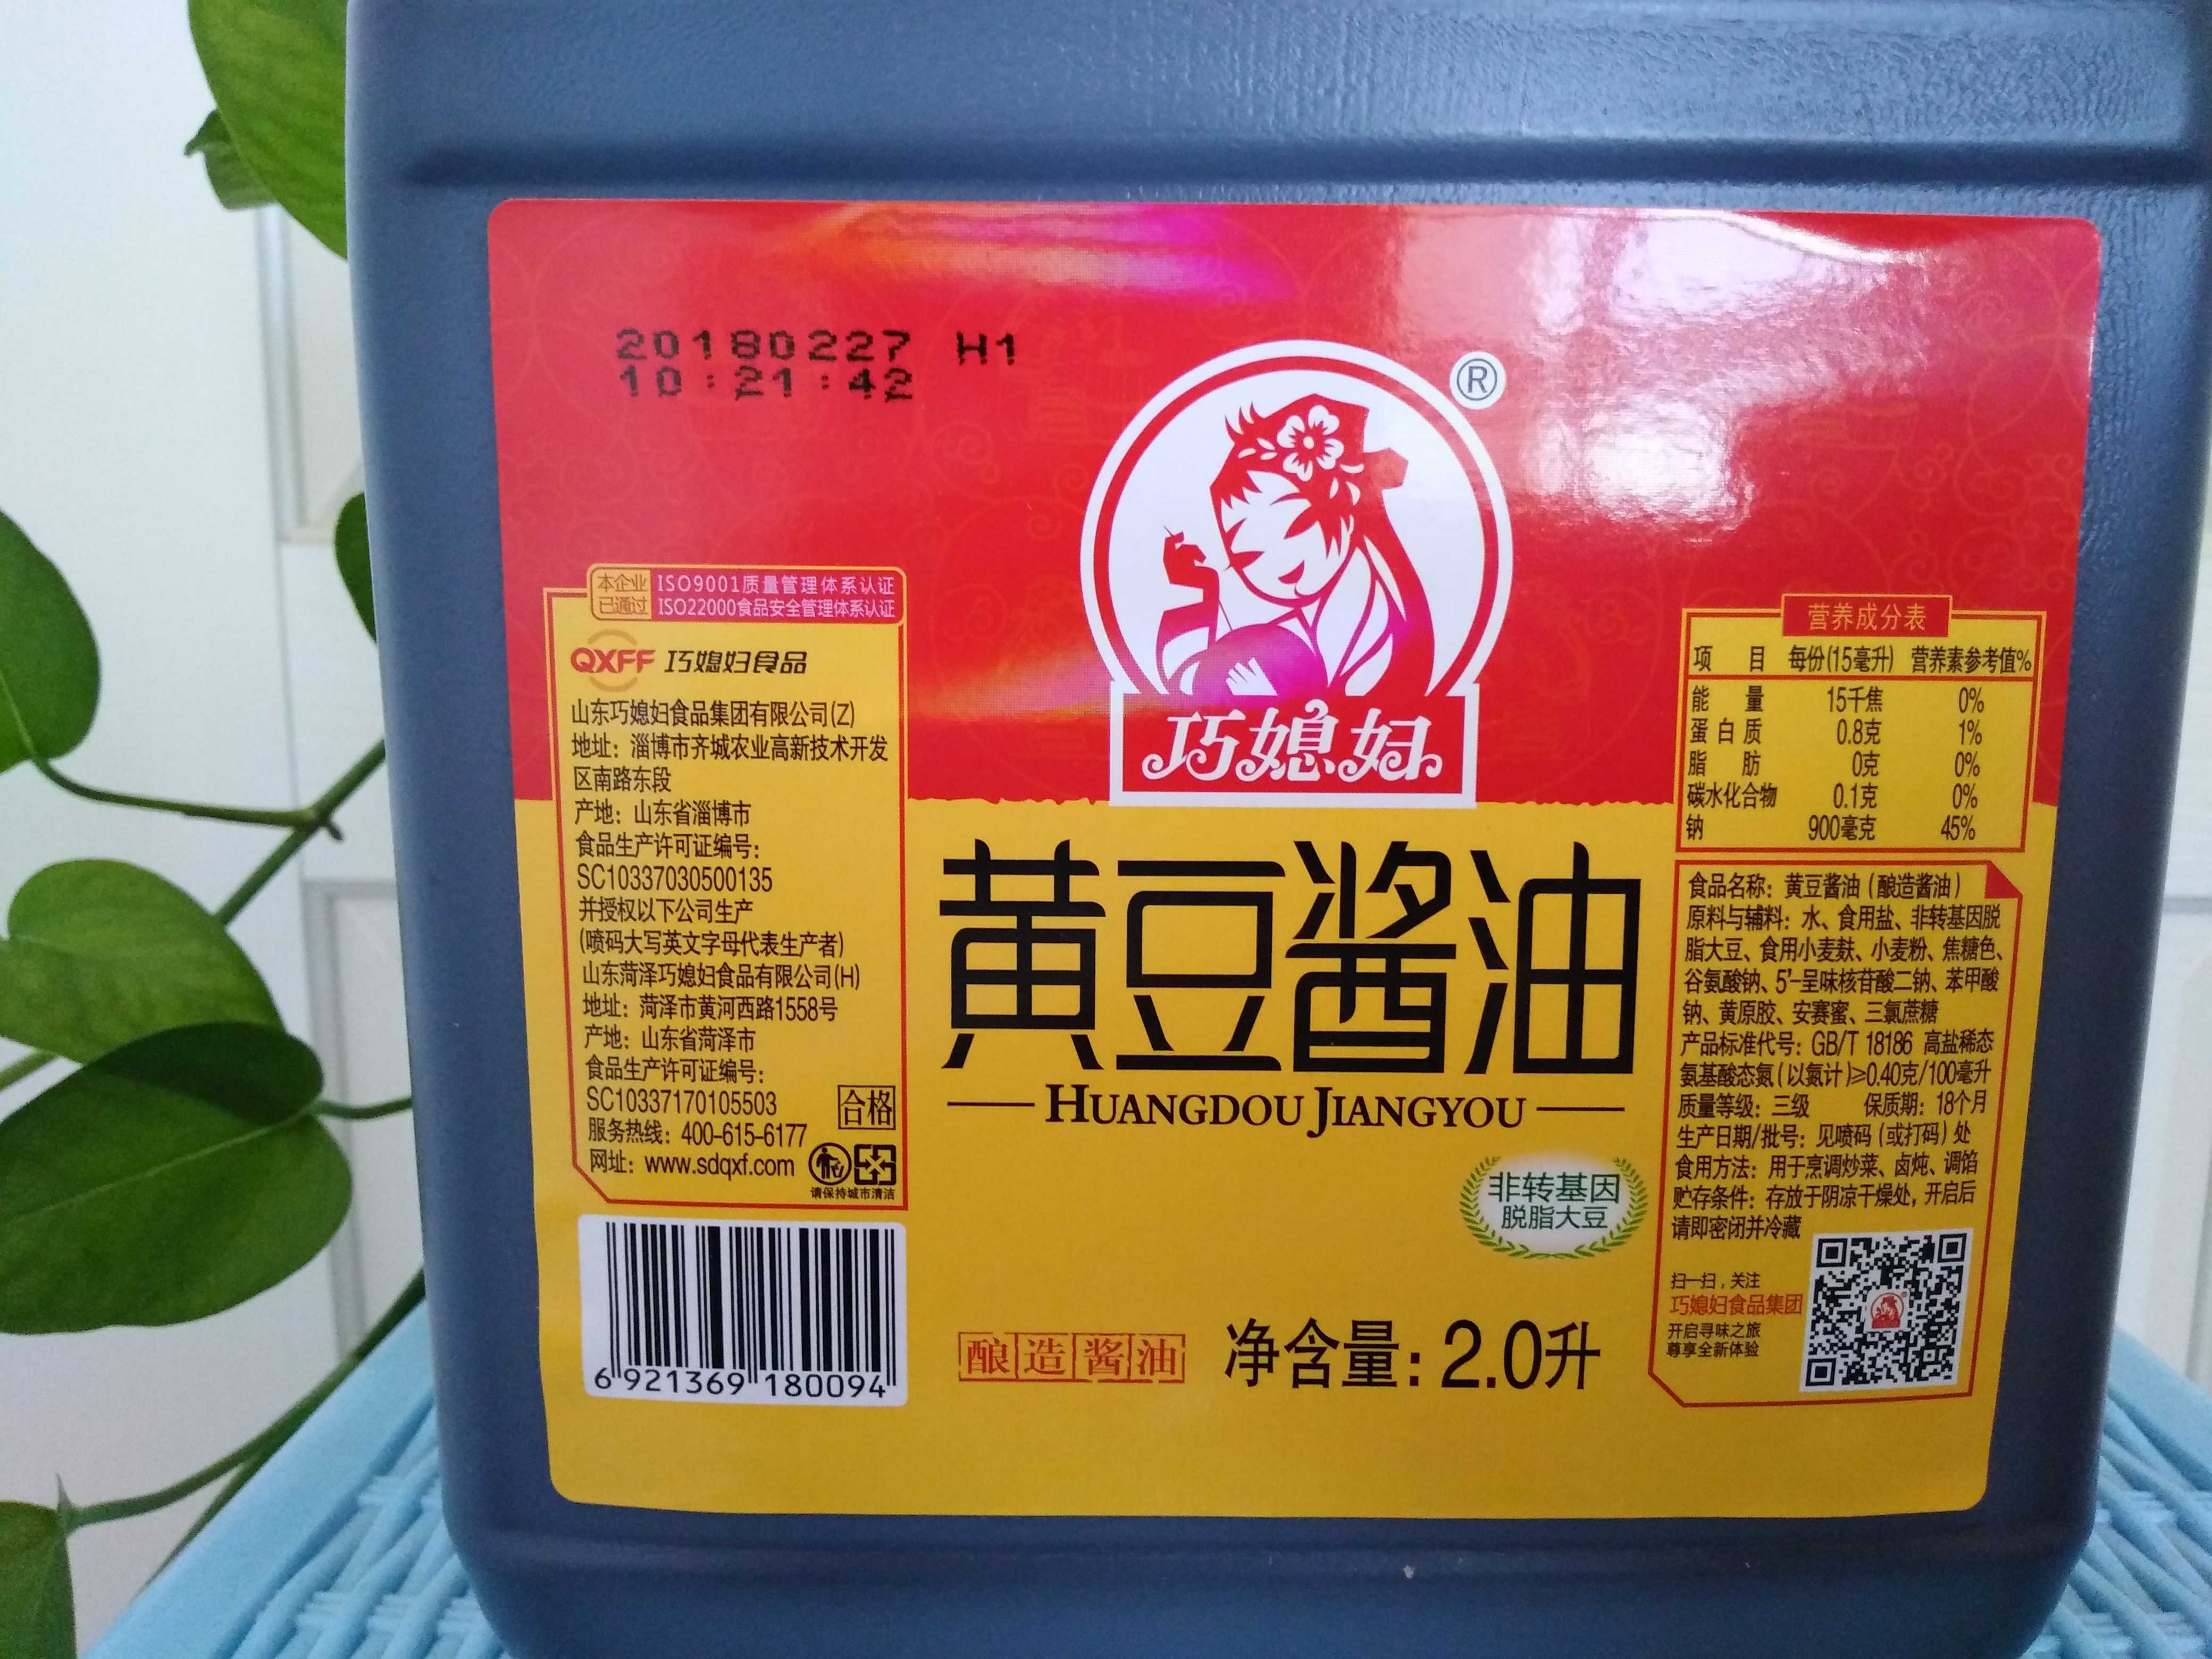 20180227 H1
10:21:42
®
巧媳妇
本企业
已通过
ISO9001质量管理体系认证
ISO22000食品安全管理体系认证
QXFF 巧媳妇食品
山东巧媳妇食品集团有限公司(Z)
地址：淄博市齐城农业高新技术开发
区南路东段
产地：山东省淄博市
食品生产许可证编号：
SC10337030500135
并授权以下公司生产
(喷码大写英文字母代表生产者)
山东菏泽巧媳妇食品有限公司(H)
地址：菏泽市黄河西路1558号
产地：山东省菏泽市
食品生产许可证编号：
SC10337170105503
合格
服务热线：400-615-6177
网址：www.sdqxf.com
请保持城市清洁
6 921369 180094
黄豆酱油
HUANGDOU JIANGYOU
非转基因
脱脂大豆
酿造酱油
净含量：2.0升
营养成分表
项 目 每份(15毫升) 营养素参考值%
能 量 15千焦 0%
蛋白质 0.8克 1%
脂 肪 0克 0%
碳水化合物 0.1克 0%
钠 900毫克 45%
食品名称：黄豆酱油（酿造酱油）
原料与辅料：水、食用盐、非转基因脱
脂大豆、食用小麦麸、小麦粉、焦糖色、
谷氨酸钠、5'-呈味核苷酸二钠、苯甲酸
钠、黄原胶、安赛蜜、三氯蔗糖
产品标准代号：GB/T 18186 高盐稀态
氨基酸态氮（以氮计）≥0.40克/100毫升
质量等级：三级 保质期：18个月
生产日期/批号：见喷码（或打码）处
食用方法：用于烹调炒菜、卤炖、调馅
贮存条件：存放于阴凉干燥处，开启后
请即密闭并冷藏
扫一扫，关注
巧媳妇食品集团
开启寻味之旅
尊享全新体验